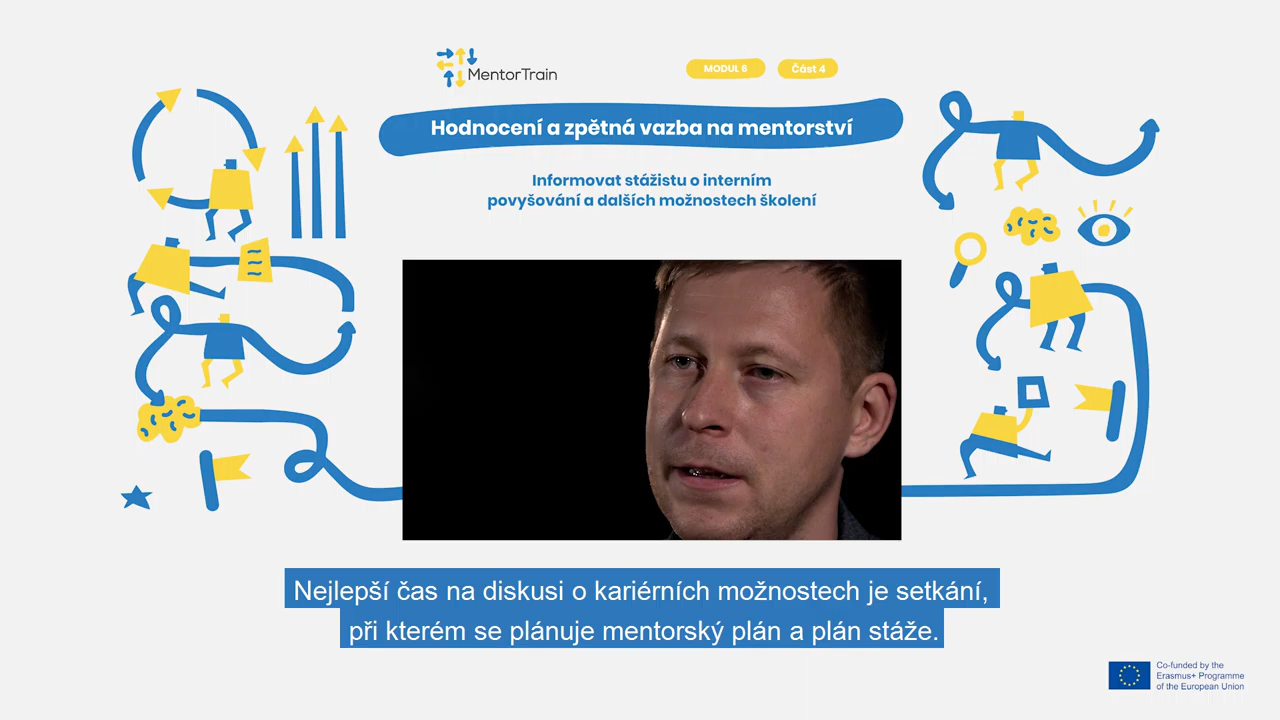 MentorTrain
MODUL 6
Část 4
Hodnocení a zpětná vazba na mentorství
Informovat stážistu o interním
povyšování a dalších možnostech školení
Nejlepší čas na diskusi o kariérních možnostech je setkání,
při kterém se plánuje mentorský plán a plán stáže.
Co-funded by the
Erasmus+ Programme
of the European Union